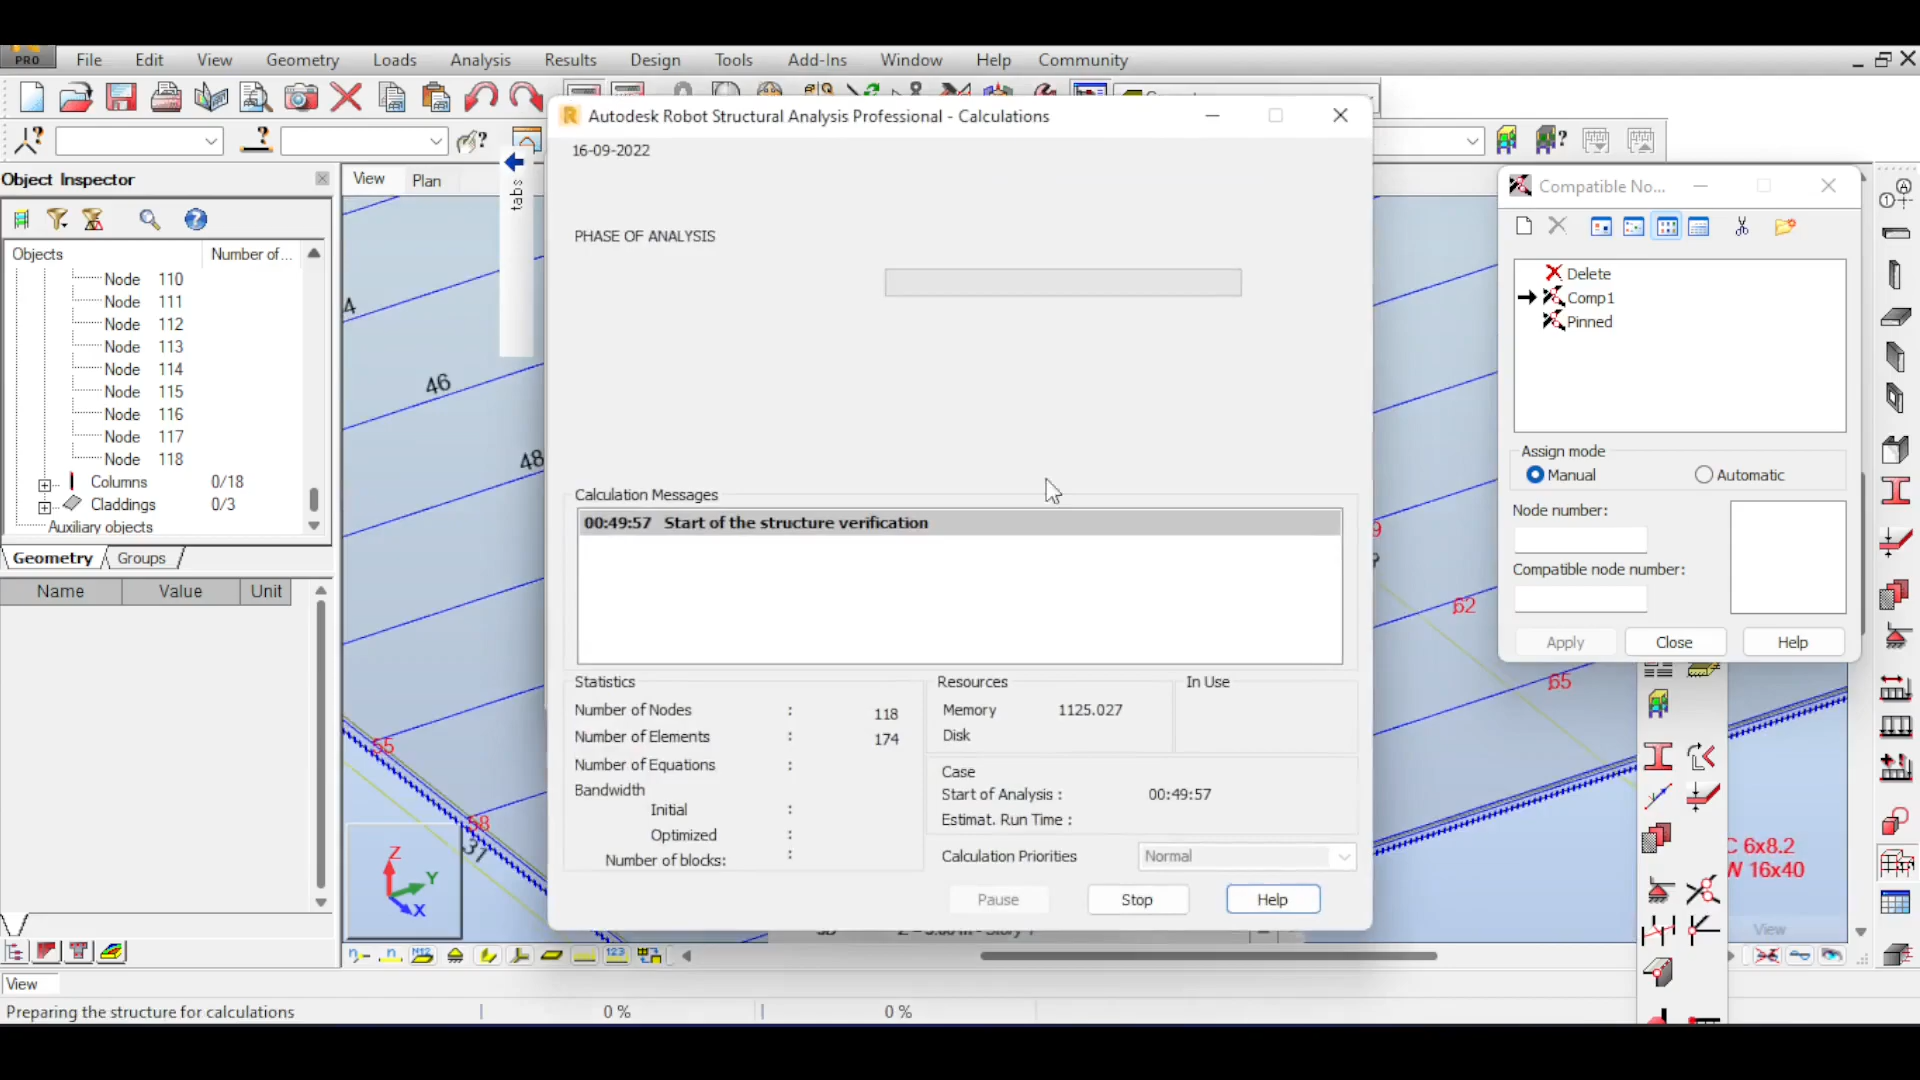 PRO
File Edit View Geometry Loads Analysis Results Design Tools Add-Ins Window Help Community
Autodesk Robot Structural Analysis Professional - Calculations
16-09-2022
PHASE OF ANALYSIS
Calculation Messages
00:49:57 Start of the structure verification
Statistics
Number of Nodes : 118
Number of Elements : 174
Number of Equations :
Bandwidth
Initial :
Optimized :
Number of blocks: :
Resources
Memory 1125.027
Disk
In Use
Case
Start of Analysis : 00:49:57
Estimat. Run Time :
Calculation Priorities Normal
Pause Stop Help
Object Inspector
Objects Number of...
Node 110
Node 111
Node 112
Node 113
Node 114
Node 115
Node 116
Node 117
Node 118
Columns 0/18
Claddings 0/3
Auxiliary objects
Geometry Groups
Name Value Unit
View Plan
tabs
4
46
48
55
58
31
Z
Y
X
9
62
65
C 6x8.2
W 16x40
View
Compatible No...
Delete
Comp1
Pinned
Assign mode
Manual Automatic
Node number:
Compatible node number:
Apply Close Help
View
Preparing the structure for calculations 0 % 0 %